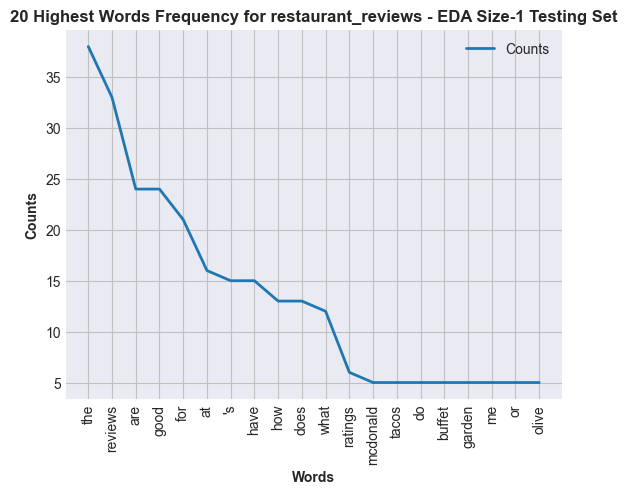 20 Highest Words Frequency for restaurant_reviews - EDA Size-1 Testing Set
Counts
35
30
25
20
15
10
5
Counts
the
reviews
are
good
for
at
's
have
how
does
what
ratings
mcdonald
tacos
do
buffet
garden
me
or
olive
Words